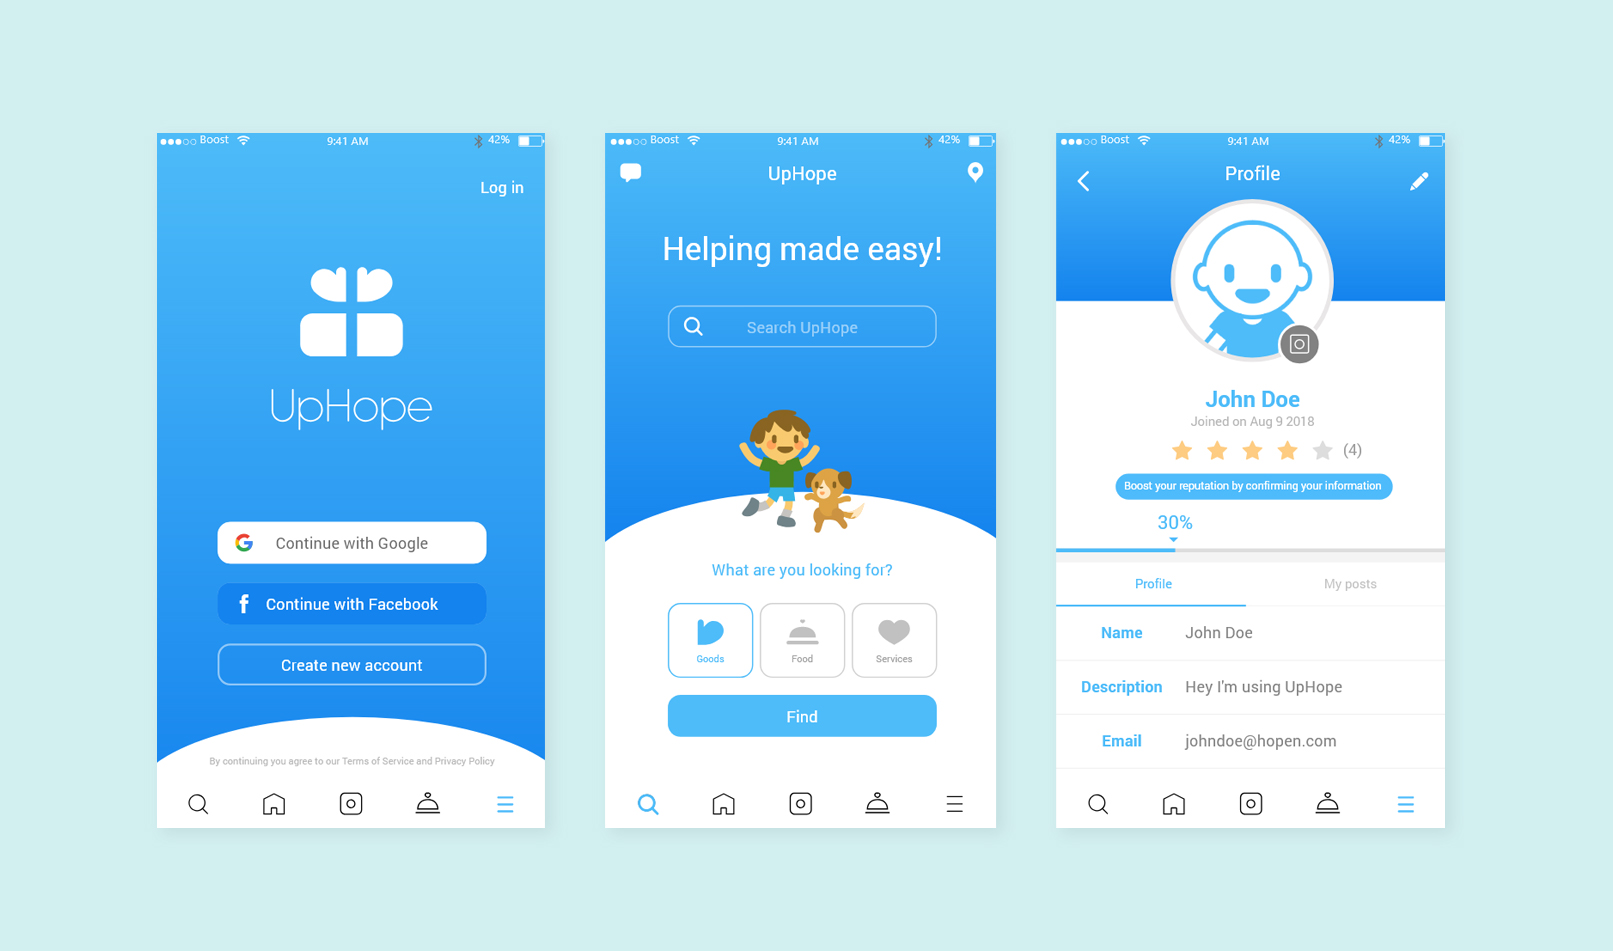 Boost
9:41 AM
42%
Log in
UpHope
Continue with Google
Continue with Facebook
Create new account
By continuing you agree to our Terms of Service and Privacy Policy
Boost
9:41 AM
42%
UpHope
Helping made easy!
Search UpHope
What are you looking for?
Goods
Food
Services
Find
Boost
9:41 AM
42%
Profile
John Doe
Joined on Aug 9 2018
(4)
Boost your reputation by confirming your information
30%
Profile
My posts
Name
John Doe
Description
Hey I'm using UpHope
Email
johndoe@hopen.com